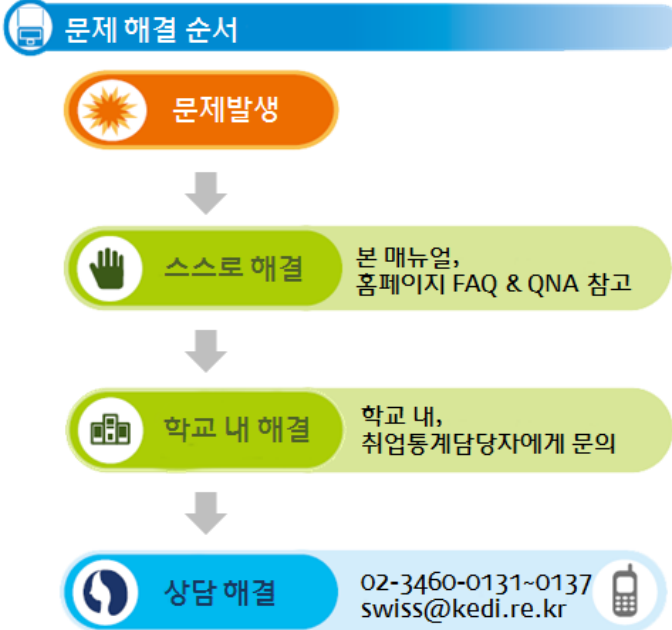 문제 해결 순서
문제발생
스스로 해결
본 매뉴얼,
홈페이지 FAQ & QNA 참고
학교 내 해결
학교 내,
취업통계담당자에게 문의
상담 해결
02-3460-0131~0137
swiss@kedi.re.kr